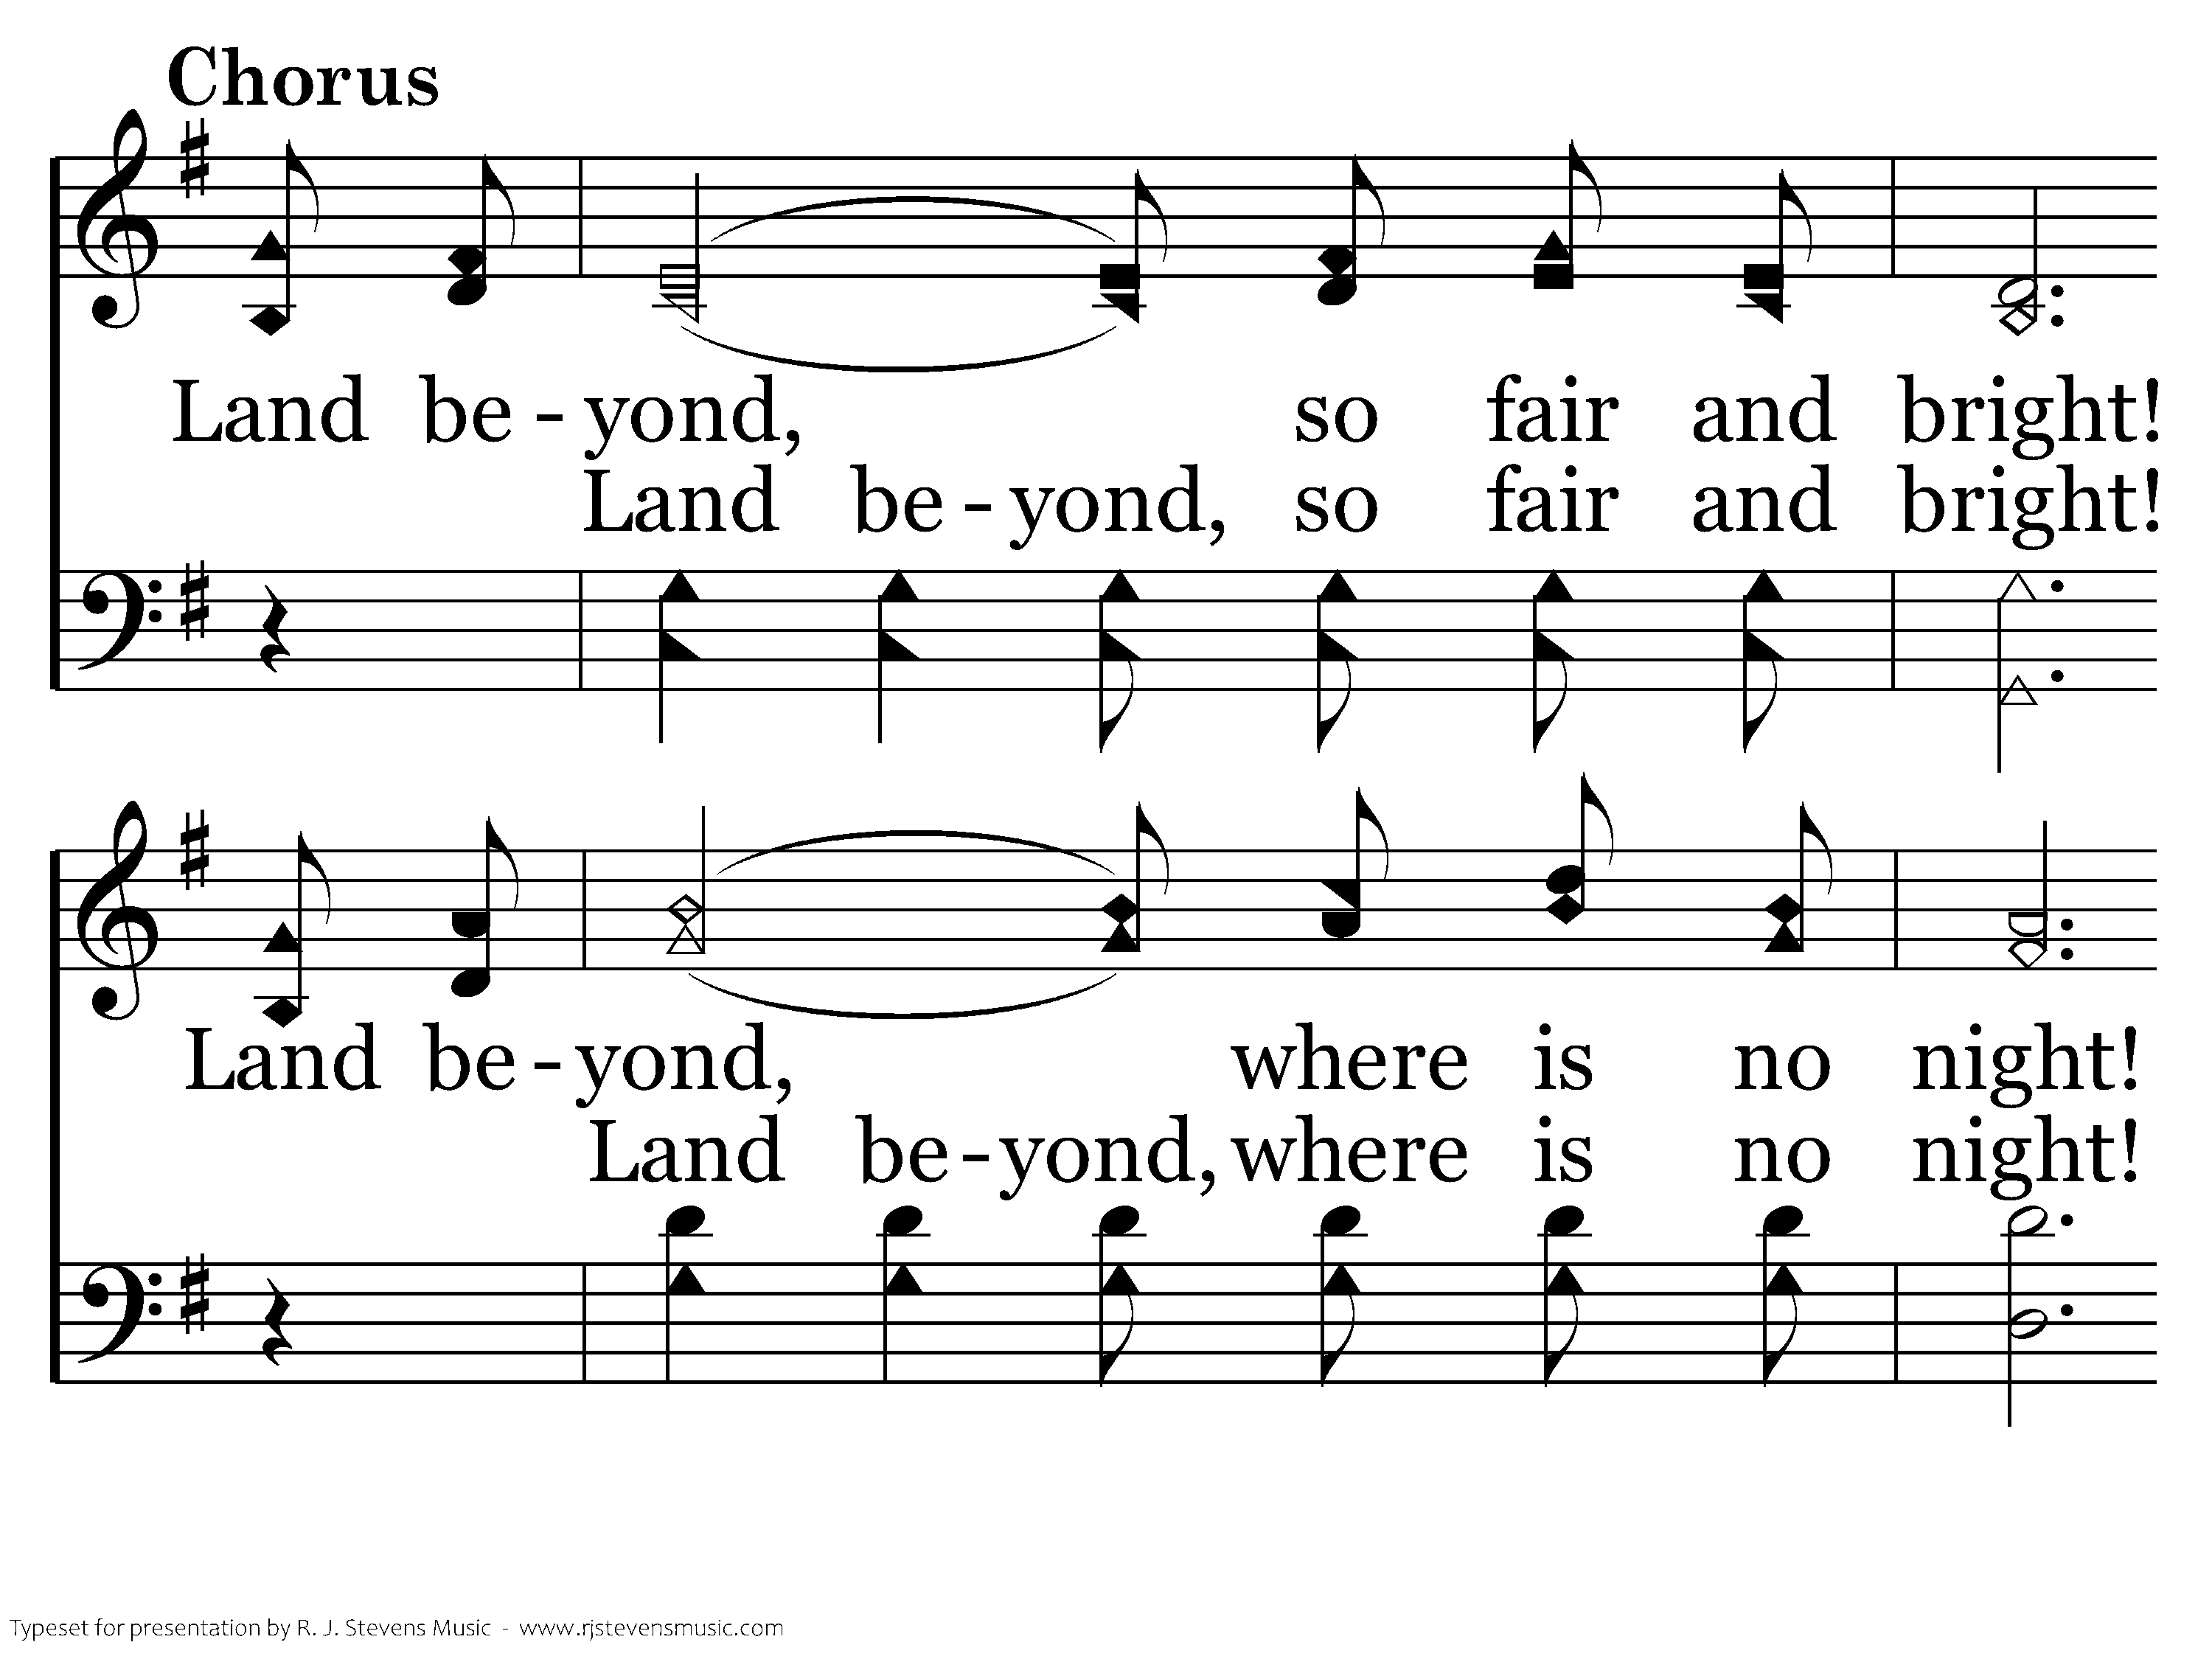 Chorus
Land be - yond, so fair and bright!
Land be - yond, so fair and bright!
Land be - yond, where is no night!
Land be - yond, where is no night!
Typeset for presentation by R. J. Stevens Music - www.rjstevensmusic.com